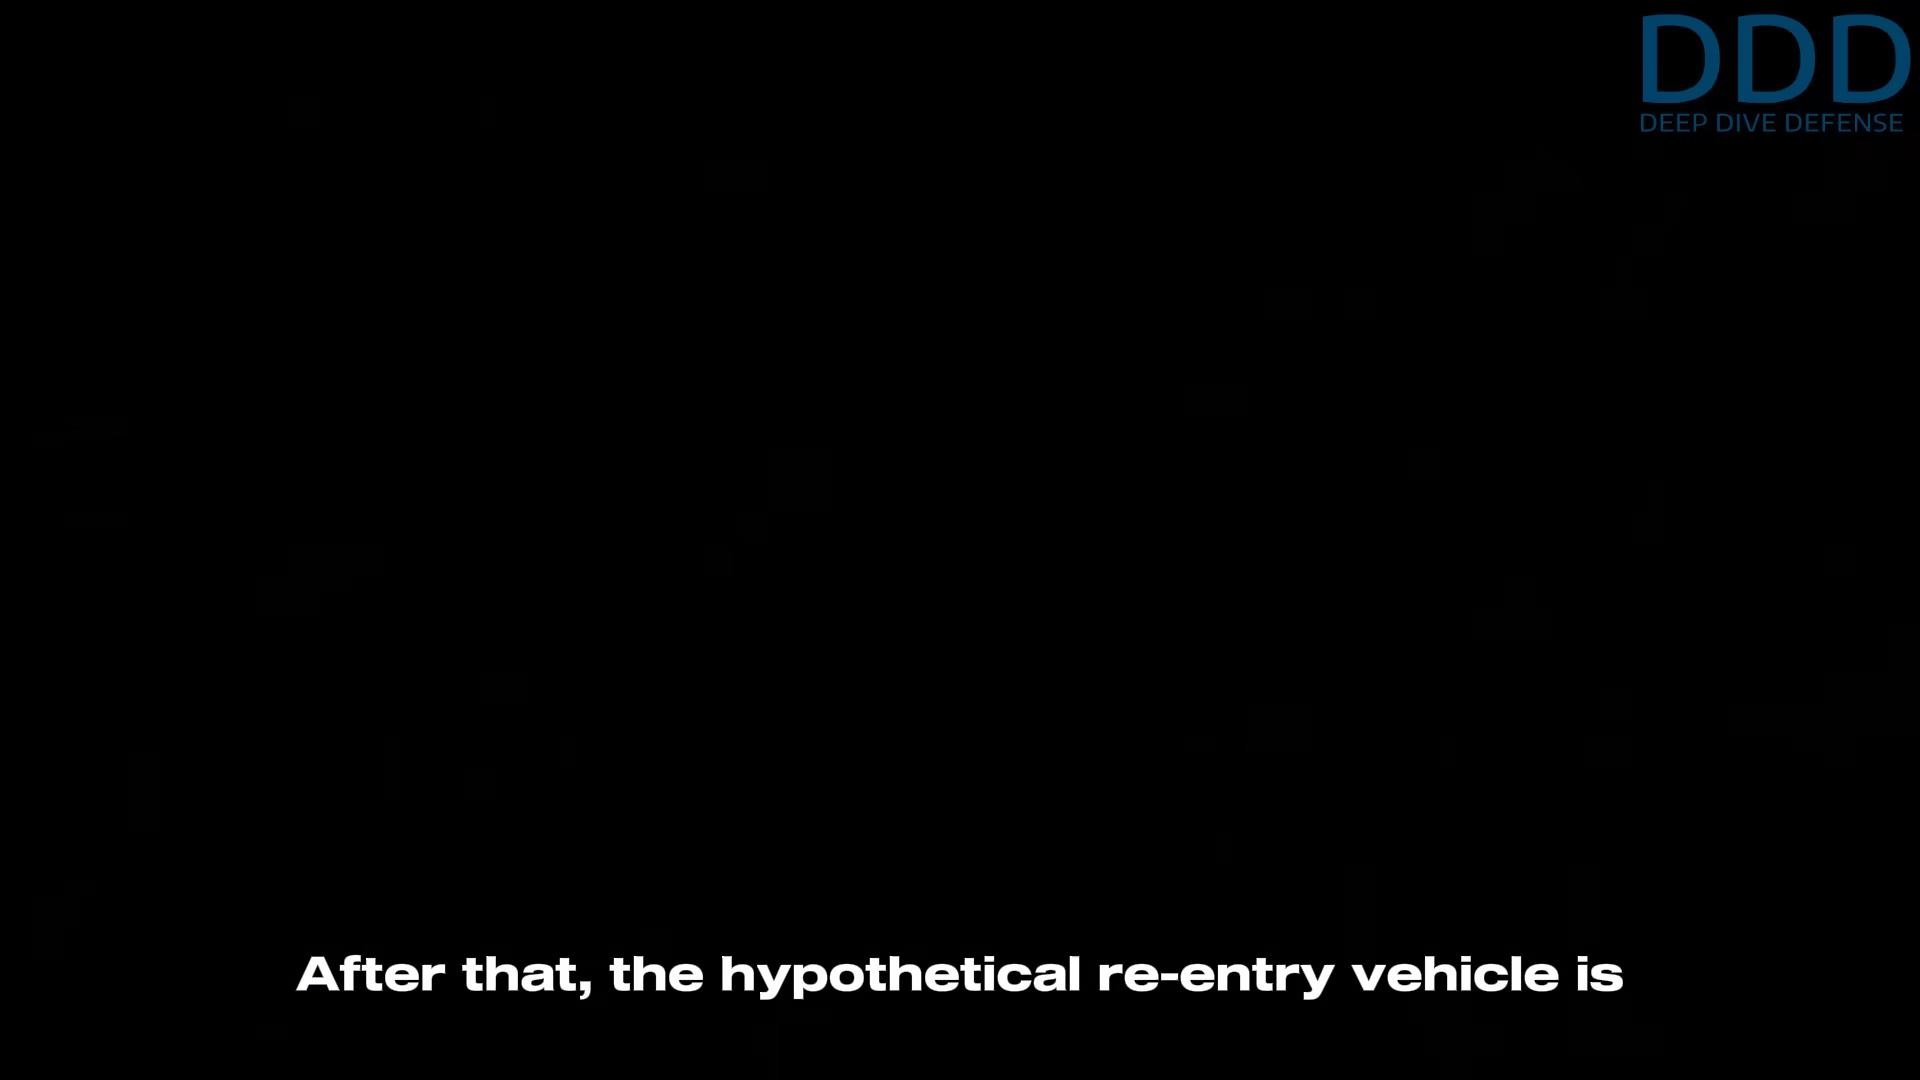 DDD
DEEP DIVE DEFENSE
After that, the hypothetical re-entry vehicle is